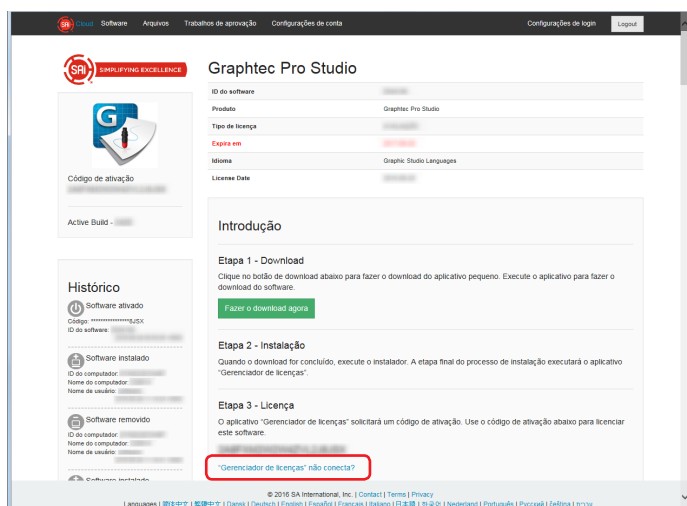 SAi Cloud Software Arquivos Trabalhos de aprovação Configurações de conta Configurações de login Logout
SAi SIMPLIFYING EXCELLENCE
Graphtec Pro Studio
ID do software
Produto Graphtec Pro Studio
Tipo de licença
Expira em
Idioma Graphic Studio Languages
License Date
G
Código de ativação
Active Build -
Introdução
Etapa 1 - Download
Clique no botão de download abaixo para fazer o download do aplicativo pequeno. Execute o aplicativo para fazer o
download do software.
Fazer o download agora
Etapa 2 - Instalação
Quando o download for concluído, execute o instalador. A etapa final do processo de instalação executará o aplicativo
"Gerenciador de licenças".
Etapa 3 - Licença
O aplicativo "Gerenciador de licenças" solicitará um código de ativação. Use o código de ativação abaixo para licenciar
este software.
"Gerenciador de licenças" não conecta?
Histórico
Software ativado
Código:
ID do software:
Software instalado
ID do computador:
Nome do computador:
Nome de usuário:
Software removido
ID do computador:
Nome do computador:
Nome de usuário:
Software instalado
© 2016 SA International, Inc. | Contact | Terms | Privacy
Languages | 简体中文 | 繁體中文 | Dansk | Deutsch | English | Español | Français | Italiano | 日本語 | 한국어 | Nederland | Português | Русский | čeština | עברית